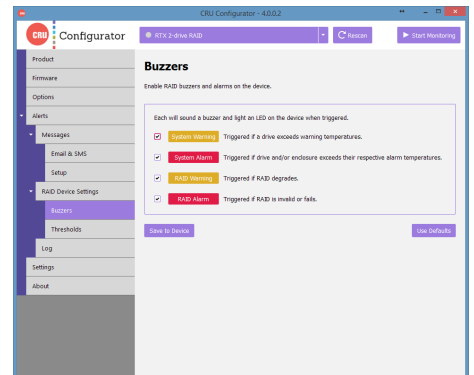 CRU Configurator - 4.0.0.2
CRU Configurator
RTX 2-drive RAID
Rescan
Start Monitoring
Product
Firmware
Options
Alerts
Messages
Email & SMS
Setup
RAID Device Settings
Buzzers
Thresholds
Log
Settings
About
Buzzers
Enable RAID buzzers and alarms on the device.
Each will sound a buzzer and light an LED on the device when triggered.
System Warning Triggered if a drive exceeds warning temperatures.
System Alarm Triggered if drive and/or enclosure exceeds their respective alarm temperatures.
RAID Warning Triggered if RAID degrades.
RAID Alarm Triggered if RAID is invalid or fails.
Save to Device
Use Defaults